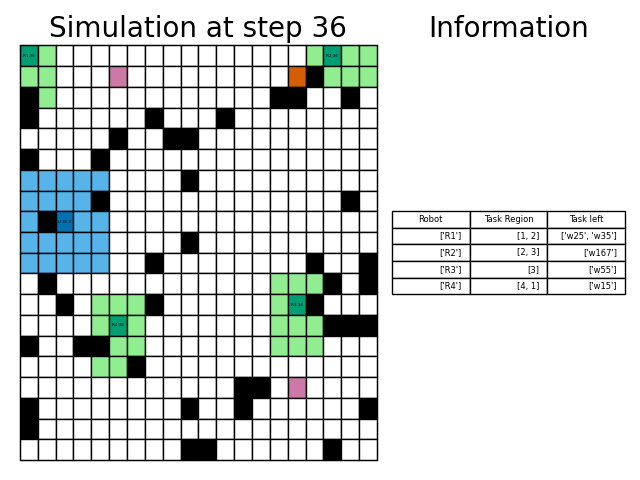 Simulation at step 36
Information
Robot Task Region Task left
['R1'] [1, 2] ['w25', 'w35']
['R2'] [2, 3] ['w167']
['R3'] [3] ['w55']
['R4'] [4, 1] ['w15']